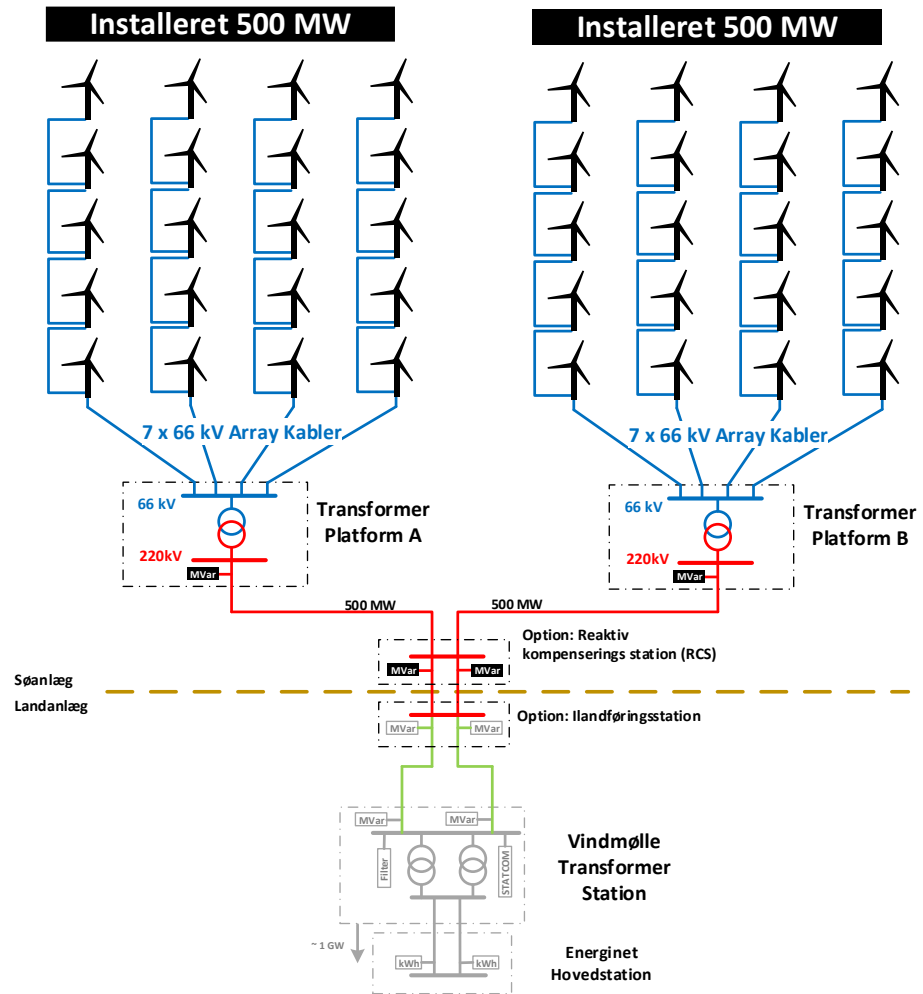 Installeret 500 MW
Installeret 500 MW
7 x 66 kV Array Kabler
7 x 66 kV Array Kabler
66 kV
Transformer
Platform A
220kV
MVar
66 kV
Transformer
Platform B
220kV
MVar
500 MW
500 MW
Option: Reaktiv
kompenserings station (RCS)
MVar
MVar
Søanlæg
Landanlæg
Option: Ilandføringsstation
MVar
MVar
MVar
MVar
Filter
STATCOM
Vindmølle
Transformer
Station
~ 1 GW
kWh
kWh
Energinet
Hovedstation